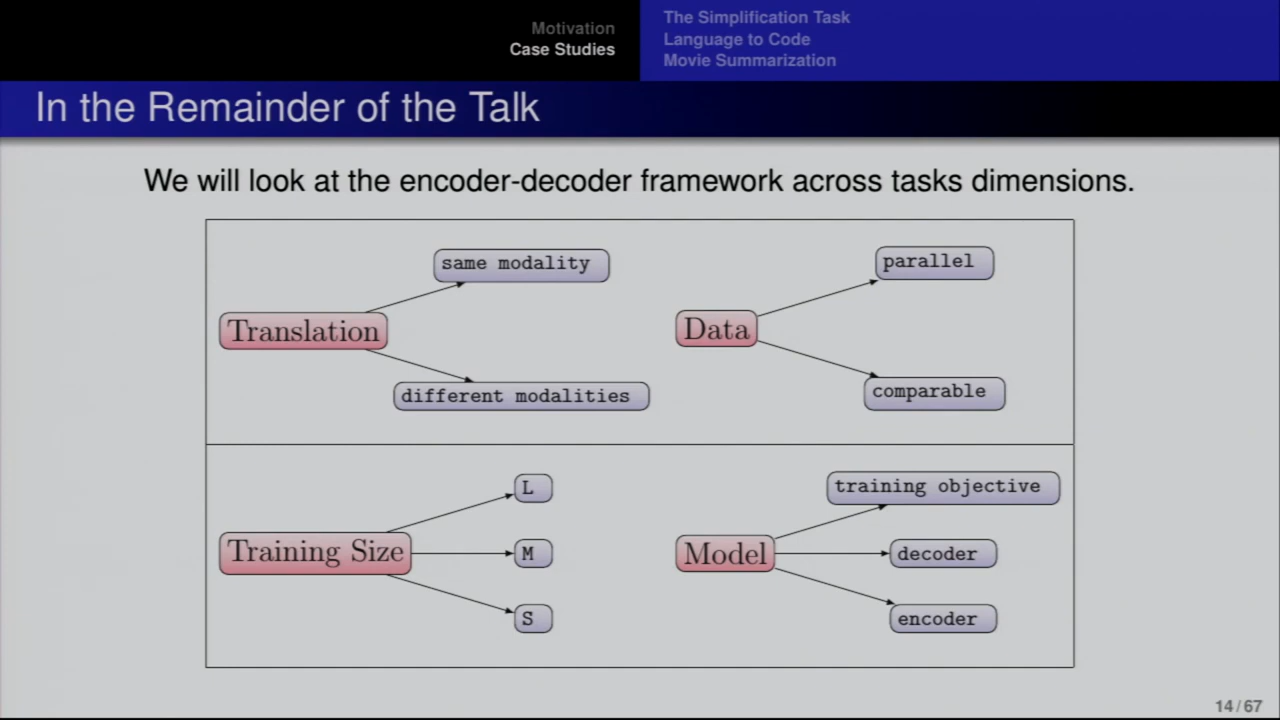 Motivation
Case Studies
The Simplification Task
Language to Code
Movie Summarization
In the Remainder of the Talk
We will look at the encoder-decoder framework across tasks dimensions.
same modality
Translation
different modalities
parallel
Data
comparable
L
Training Size
M
S
training objective
Model
decoder
encoder
14/67